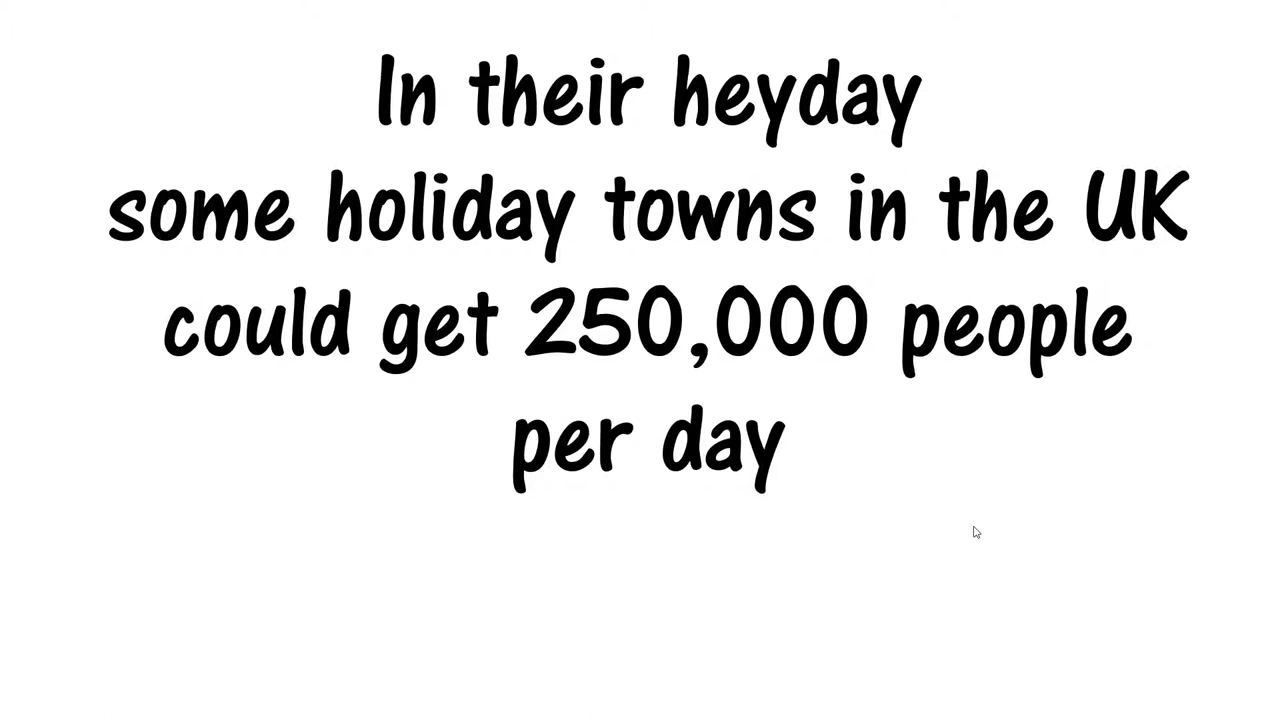 In their heyday
some holiday towns in the UK
could get 250,000 people
per day